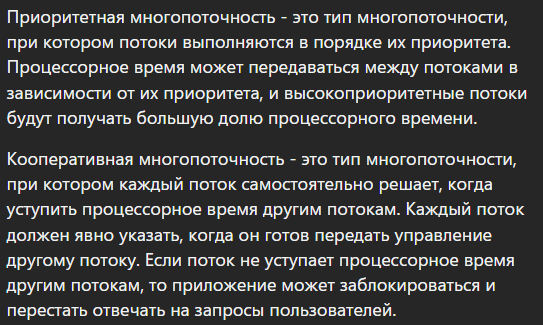 Приоритетная многопоточность - это тип многопоточности,
при котором потоки выполняются в порядке их приоритета.
Процессорное время может передаваться между потоками в
зависимости от их приоритета, и высокоприоритетные потоки
будут получать большую долю процессорного времени.
Кооперативная многопоточность - это тип многопоточности,
при котором каждый поток самостоятельно решает, когда
уступить процессорное время другим потокам. Каждый поток
должен явно указать, когда он готов передать управление
другому потоку. Если поток не уступает процессорное время
другим потокам, то приложение может заблокироваться и
перестать отвечать на запросы пользователей.